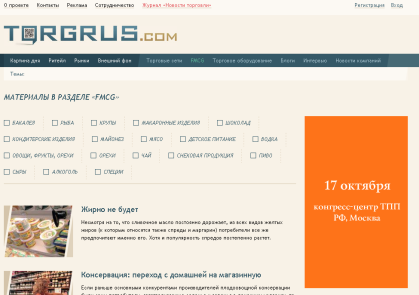 О проекте Контакты Реклама Сотрудничество Журнал «Новости торговли» Регистрация Вход
TORGRUS.COM
Картина дня Ритейл Рынки Внешний фон Торговые сети FMCG Торговое оборудование Блоги Интервью Новости компаний
Темы:
МАТЕРИАЛЫ В РАЗДЕЛЕ «FMCG»
БАКАЛЕЯ РЫБА КРУПЫ МАКАРОННЫЕ ИЗДЕЛИЯ ШОКОЛАД
КОНДИТЕРСКИЕ ИЗДЕЛИЯ МАЙОНЕЗ МЯСО ДЕТСКОЕ ПИТАНИЕ ВОДКА
ОВОЩИ, ФРУКТЫ, ОРЕХИ ОРЕХИ ЧАЙ СНЕКОВАЯ ПРОДУКЦИЯ ПИВО
СЫРЫ АЛКОГОЛЬ СПЕЦИИ
17 октября
конгресс-центр ТПП
РФ, Москва
Жирно не будет
Несмотря на то, что сливочное масло постоянно дорожает, из всех видов желтых
жиров (к которым относятся также спреды и маргарин) потребители все же
предпочитают именно его. Хотя и популярность спредов постепенно растет.
Консервация: переход с домашней на магазинную
Если раньше основными конкурентами производителей плодоовощной консервации